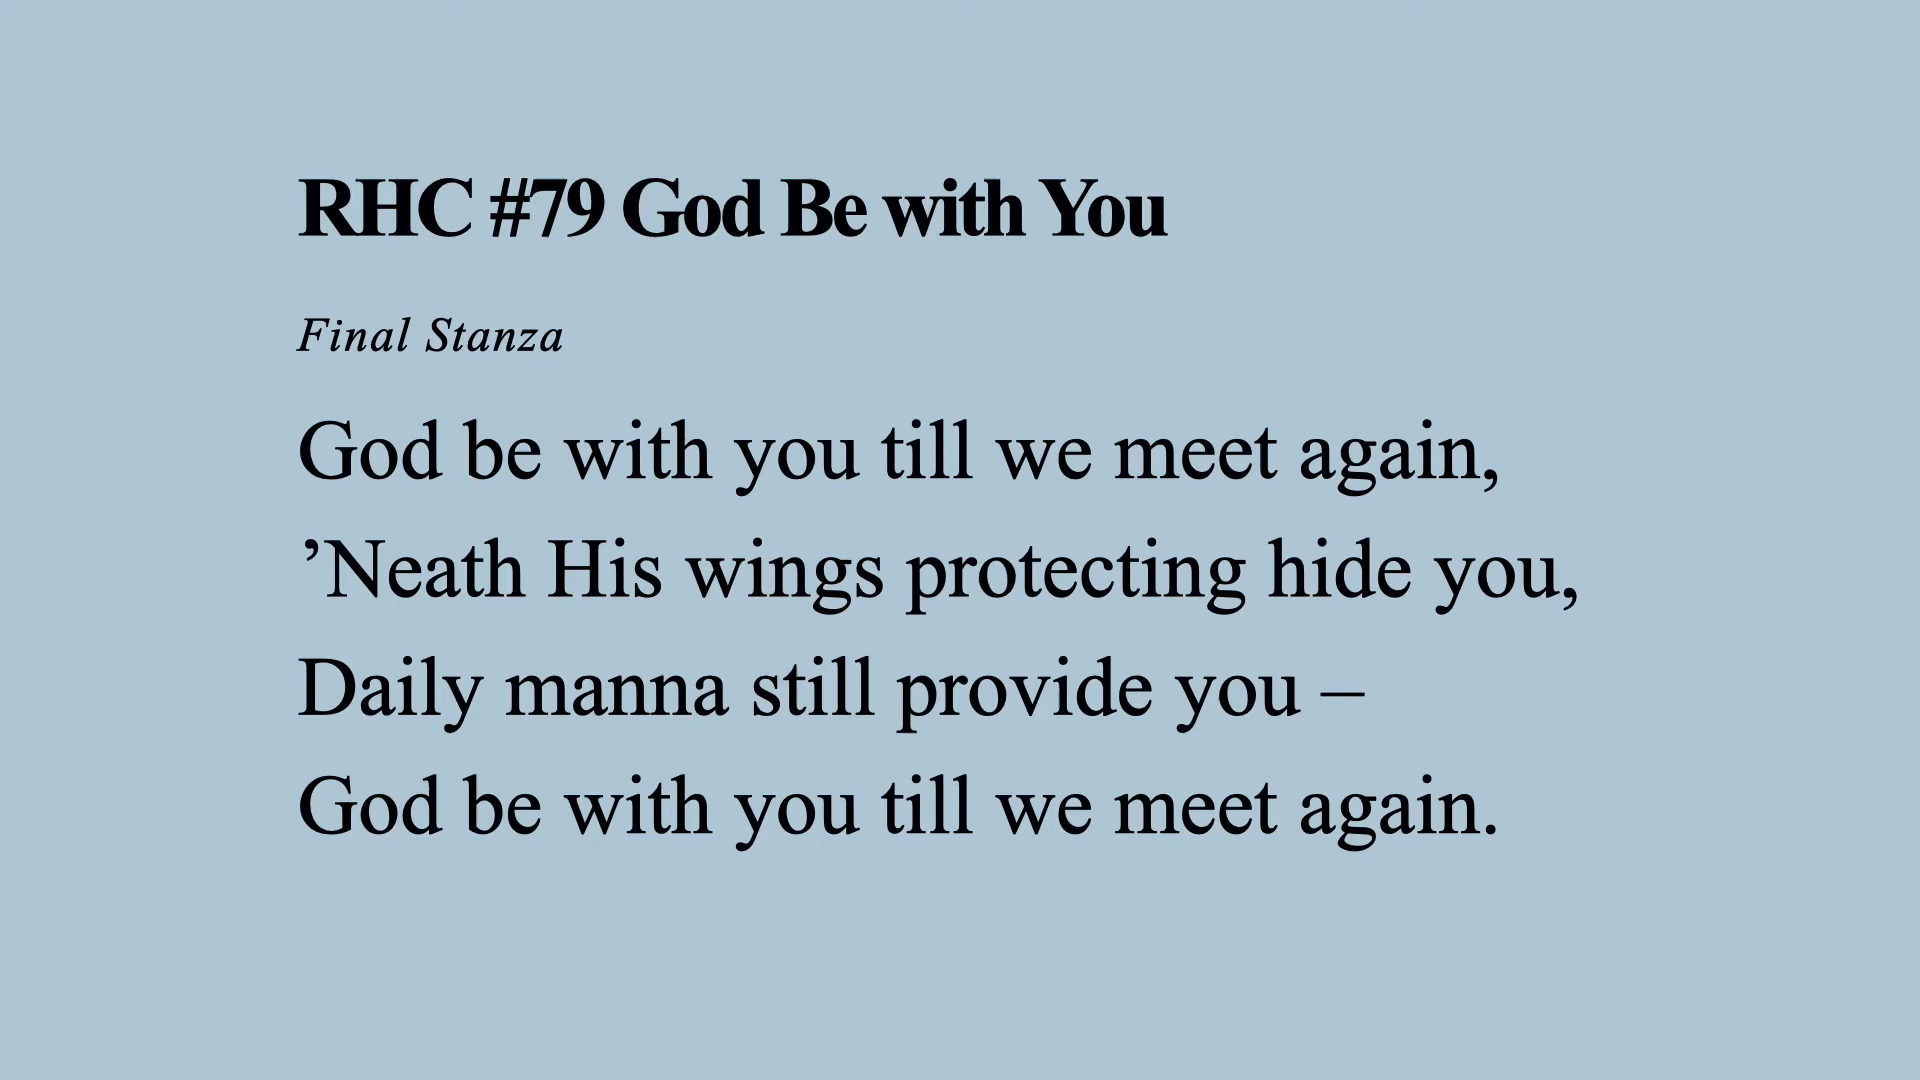 RHC #79 God Be with You
Final Stanza
God be with you till we meet again,
’Neath His wings protecting hide you,
Daily manna still provide you –
God be with you till we meet again.